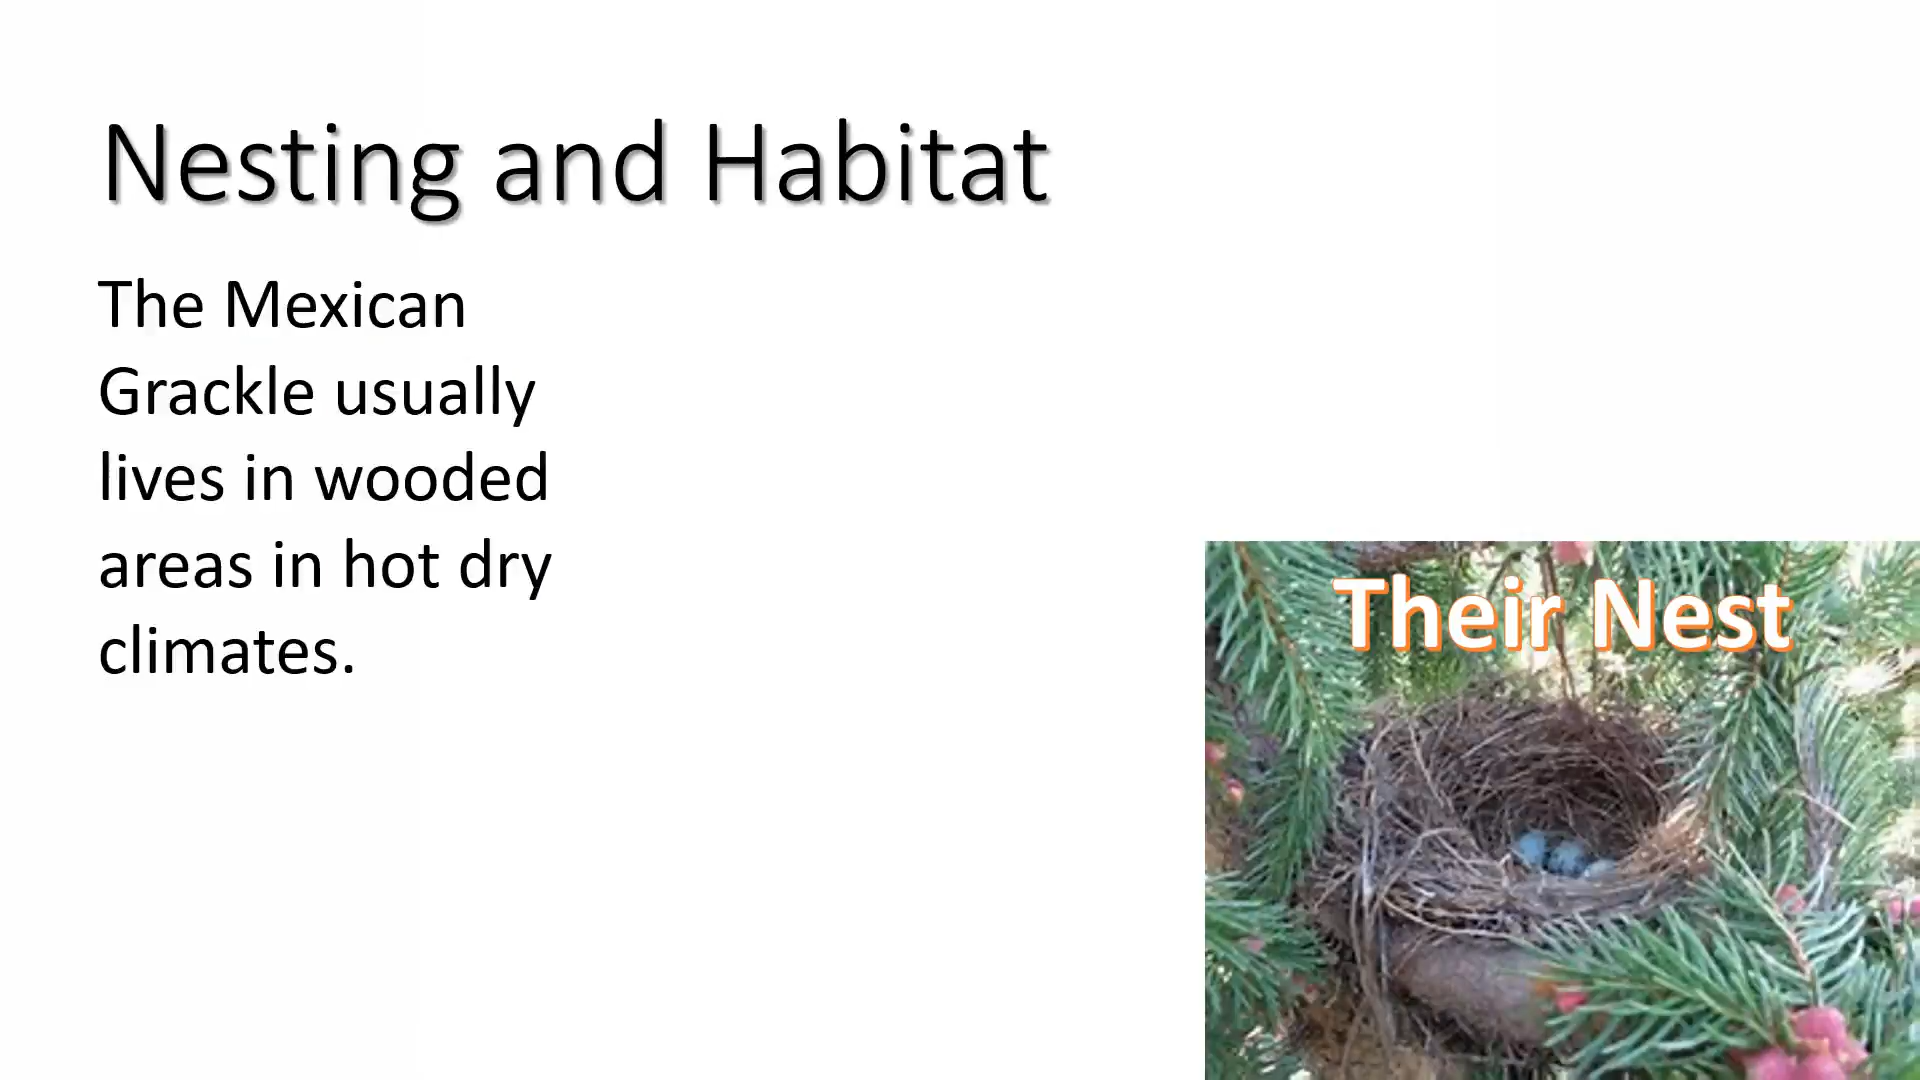 Nesting and Habitat
The Mexican
Grackle usually
lives in wooded
areas in hot dry
climates.
Their Nest